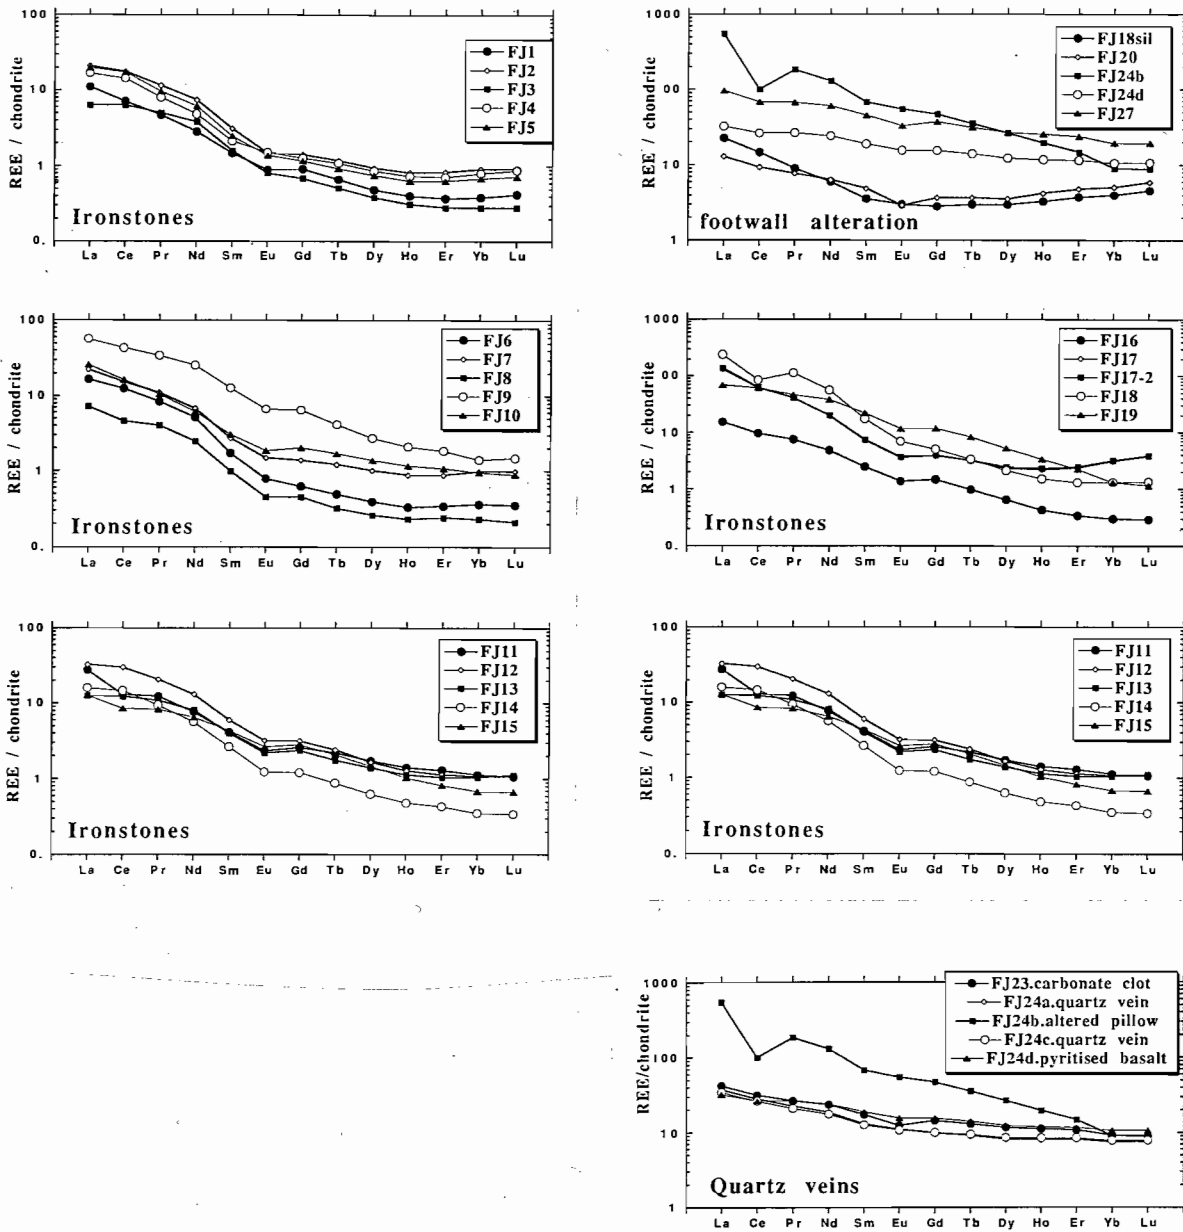 100
10
1
0.
REE / chondrite
FJ1
FJ2
FJ3
FJ4
FJ5
Ironstones
La Ce Pr Nd Sm Eu Gd Tb Dy Ho Er Yb Lu
1000
00
10
1
REE / chondrite
FJ18sil
FJ20
FJ24b
FJ24d
FJ27
footwall alteration
La Ce Pr Nd Sm Eu Gd Tb Dy Ho Er Yb Lu
100
10
1
0.
REE / chondrite
FJ6
FJ7
FJ8
FJ9
FJ10
Ironstones
La Ce Pr Nd Sm Eu Gd Tb Dy Ho Er Yb Lu
1000
00
10
1
0.
REE / chondrite
FJ16
FJ17
FJ17-2
FJ18
FJ19
Ironstones
La Ce Pr Nd Sm Eu Gd Tb Dy Ho Er Yb Lu
100
10
1
0.
REE / chondrite
FJ11
FJ12
FJ13
FJ14
FJ15
Ironstones
La Ce Pr Nd Sm Eu Gd Tb Dy Ho Er Yb Lu
100
10
1
0.
REE / chondrite
FJ11
FJ12
FJ13
FJ14
FJ15
Ironstones
La Ce Pr Nd Sm Eu Gd Tb Dy Ho Er Yb Lu
1000
100
10
1
REE/chondrite
FJ23.carbonate clot
FJ24a.quartz vein
FJ24b.altered pillow
FJ24c.quartz vein
FJ24d.pyritised basalt
Quartz veins
La Ce Pr Nd Sm Eu Gd Tb Dy Ho Er Yb Lu